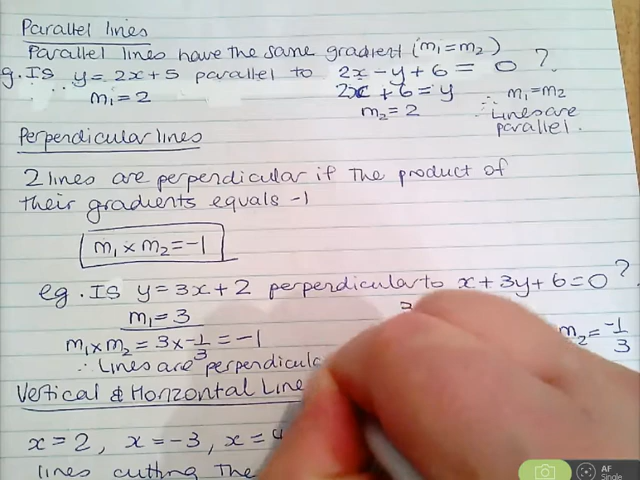 Parallel lines
Parallel lines have the same gradient (m₁=m₂)
g. Is y=2x+5 parallel to 2x-y+6=0?
m₁=2 2x+6=y ∴ m₁=m₂
m₂=2 ∴ Lines are parallel.
Perpendicular lines
2 lines are perpendicular if the product of
their gradients equals -1
m₁×m₂=-1
eg. Is y=3x+2 perpendicular to x+3y+6=0?
m₁=3
m₂=-1/3
m₁×m₂=3×-1/3=-1
∴ Lines are
Vertical & Horizontal
x=2, x=-3, x=4
lines cutting the
AF
Single